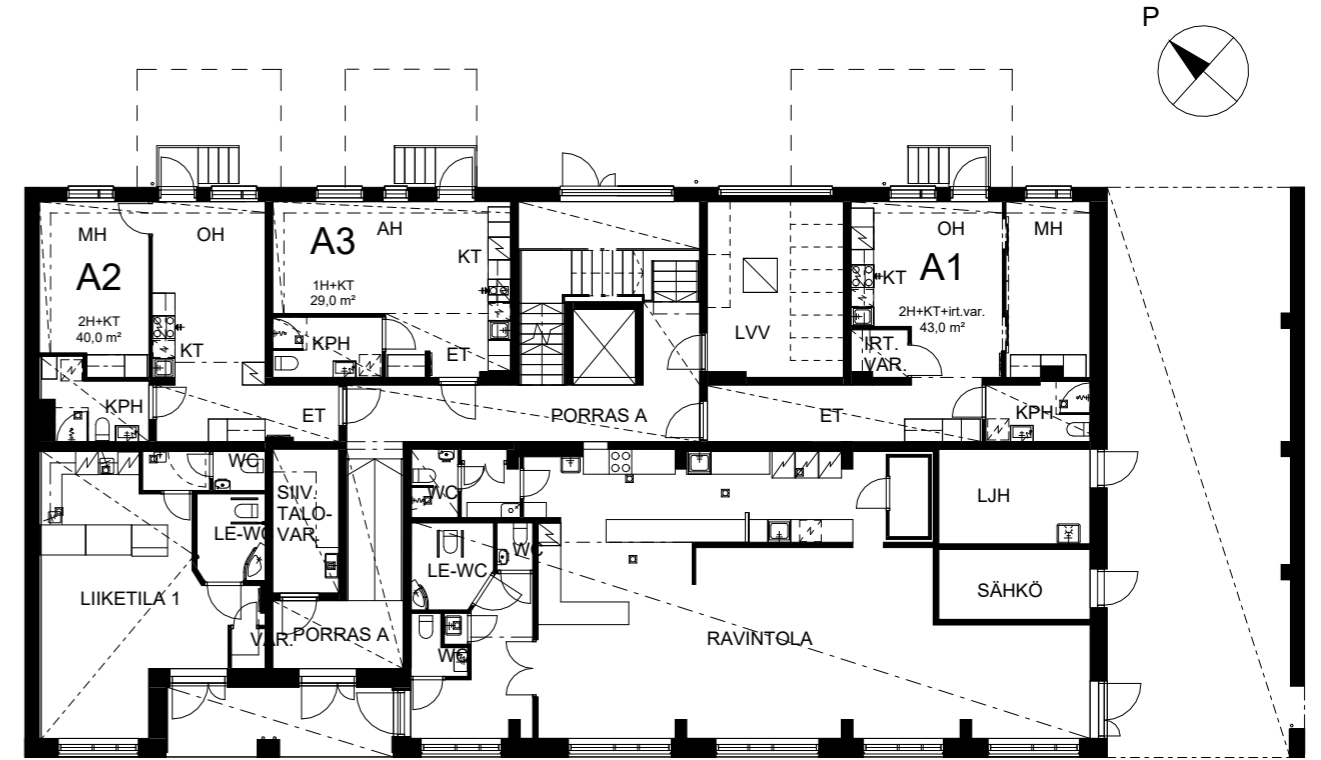 P
MH
OH
A2
2H+KT
40,0 m²
KT
KPH
ET
A3
AH
1H+KT
29,0 m²
KT
KPH
ET
PORRAS A
LVV
OH
MH
A1
KT
2H+KT+irt.var.
43,0 m²
IRT.
VAR.
ET
KPH
WC
LE-WC
SIIV.
TALO-
VAR.
LIIKETILA 1
VAR.
PORRAS A
WC
LE-WC
WC
WC
RAVINTOLA
LJH
SÄHKÖ